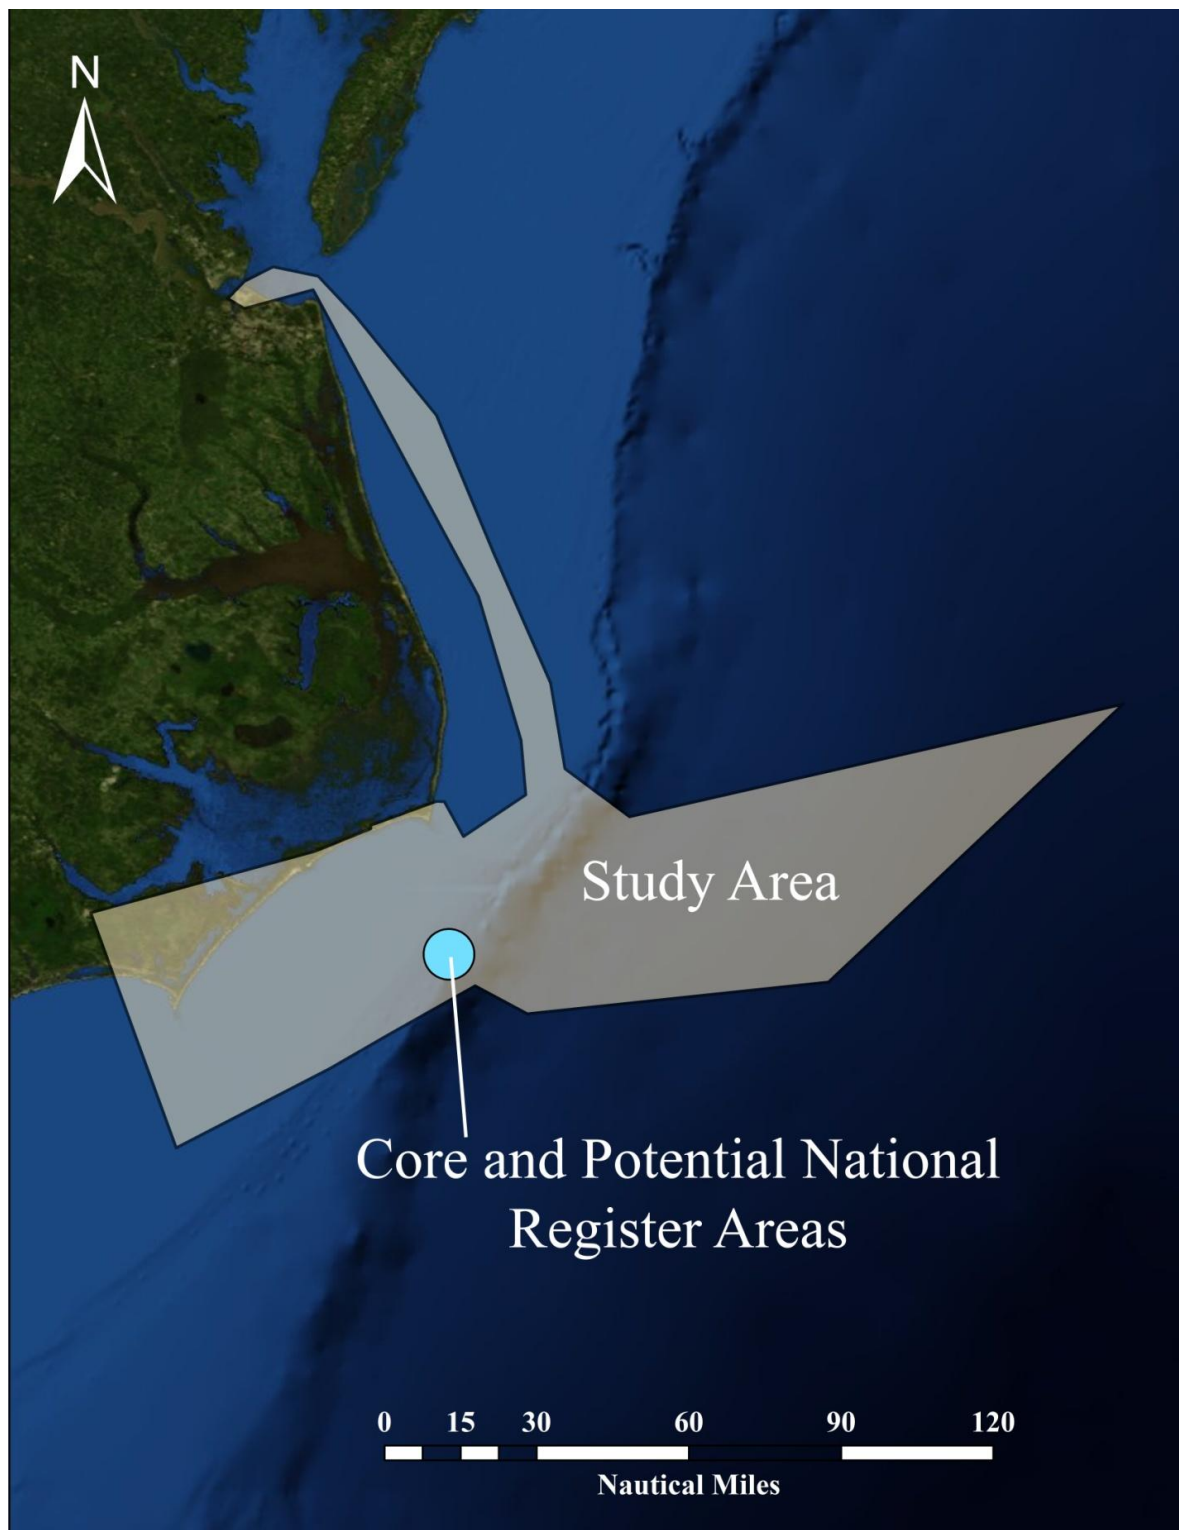 N
Study Area
Core and Potential National
Register Areas
0 15 30 60 90 120
Nautical Miles